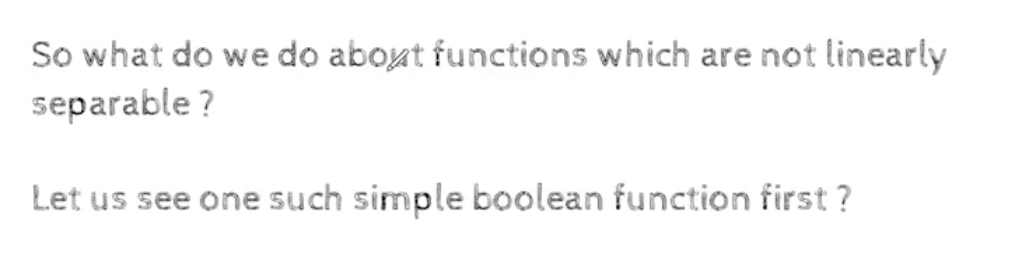 So what do we do about functions which are not linearly
separable ?
Let us see one such simple boolean function first ?